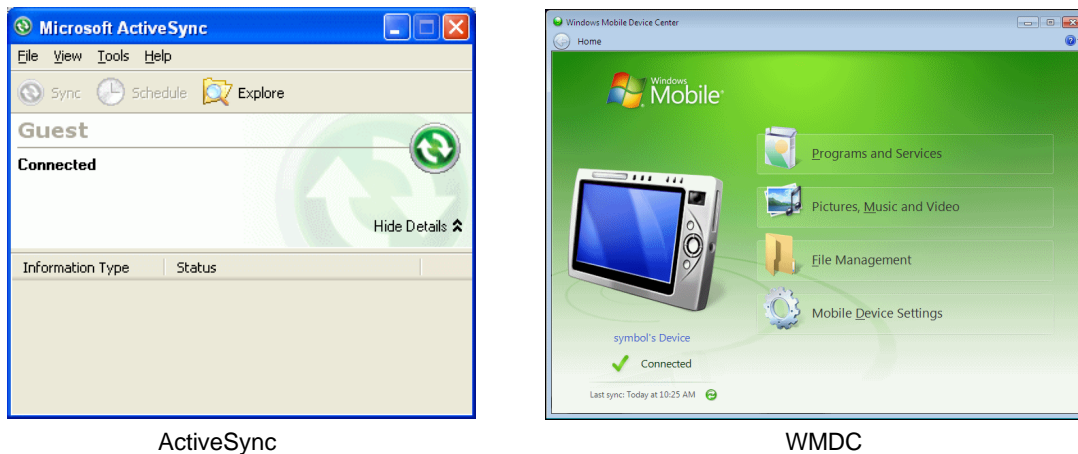 Microsoft ActiveSync
File View Tools Help
Sync Schedule Explore
Guest
Connected
Hide Details
Information Type Status
ActiveSync
Windows Mobile Device Center
Home
Windows
Mobile
Programs and Services
Pictures, Music and Video
File Management
Mobile Device Settings
symbol's Device
Connected
Last sync: Today at 10:25 AM
WMDC